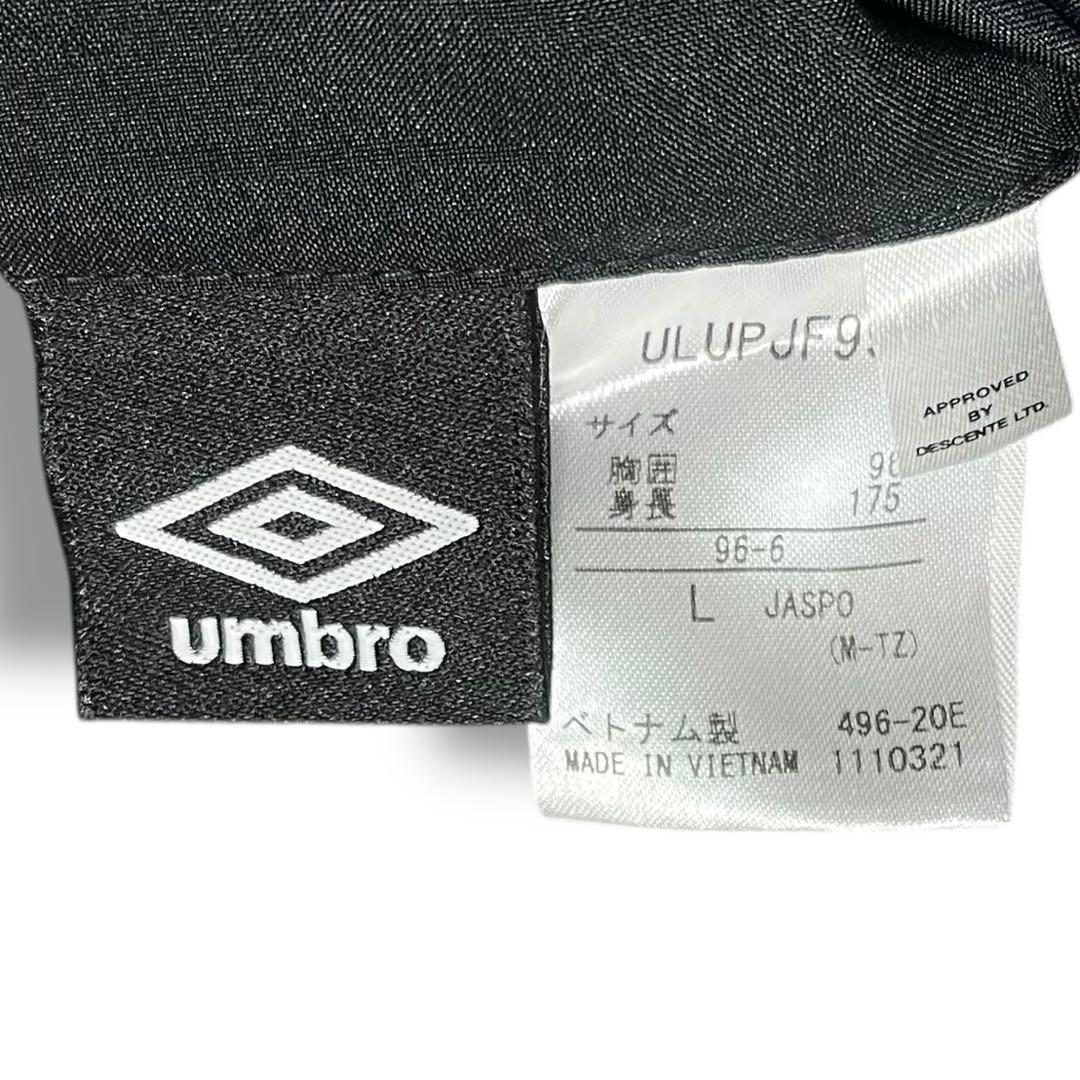 umbro
ULUPJF9
サイズ
胸囲
身長 175
96-6
L JASPO
(M-TZ)
ベトナム製 496-20E
MADE IN VIETNAM 1110321
APPROVED
BY
DESCENTE LTD.